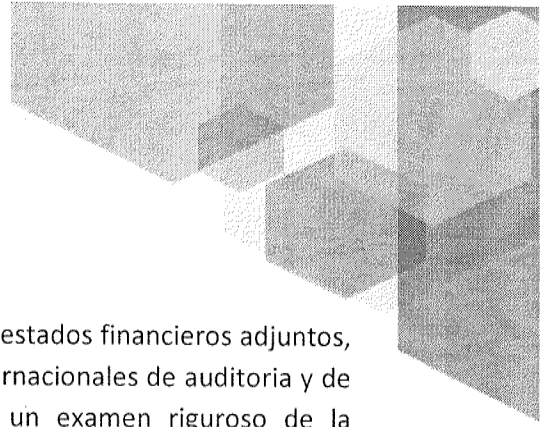 estados financieros adjuntos,
rnacionales de auditoria y de
un examen riguroso de la